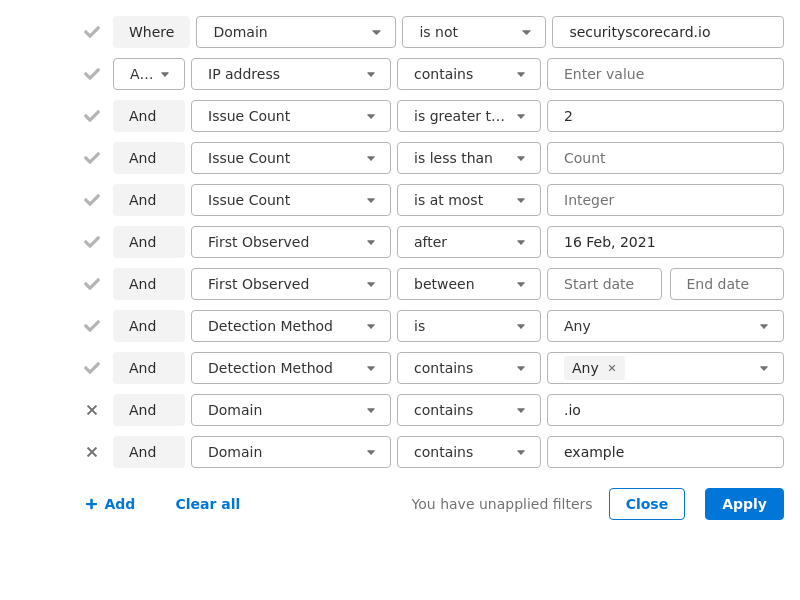 Where Domain is not securityscorecard.io
A... IP address contains Enter value
And Issue Count is greater t... 2
And Issue Count is less than Count
And Issue Count is at most Integer
And First Observed after 16 Feb, 2021
And First Observed between Start date End date
And Detection Method is Any
And Detection Method contains Any ×
And Domain contains .io
And Domain contains example
+ Add Clear all You have unapplied filters Close Apply